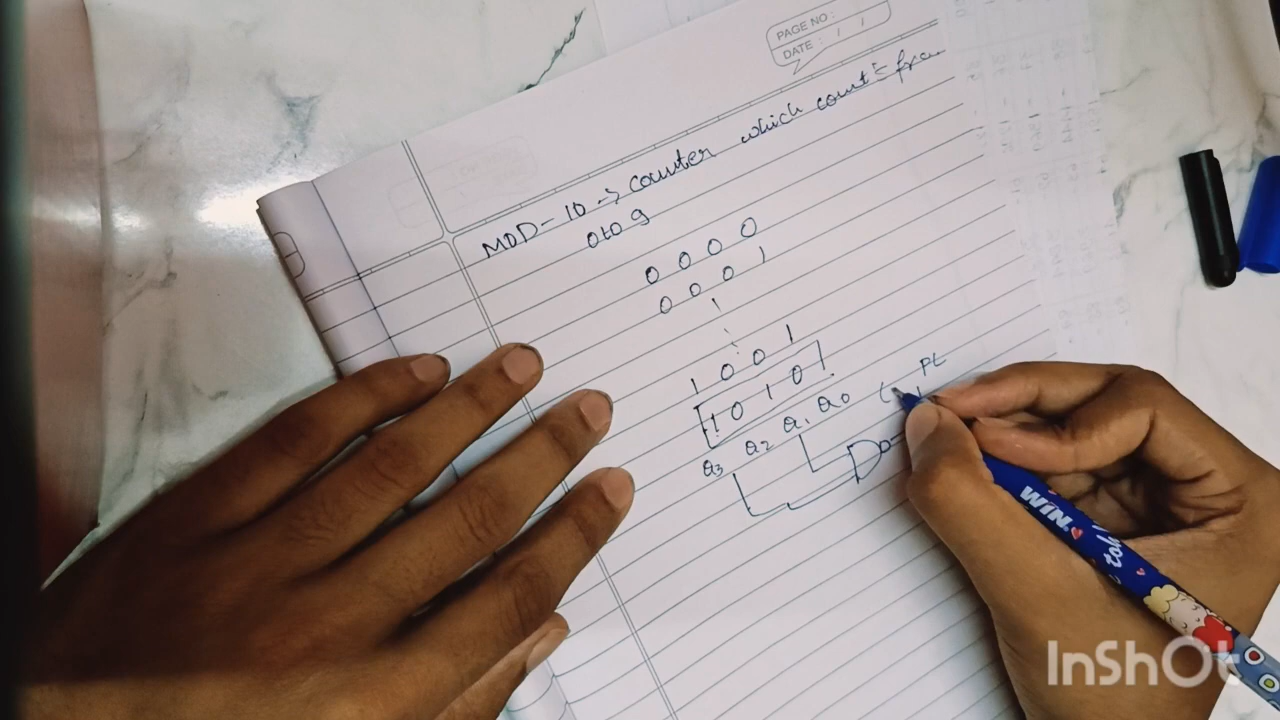 PAGE NO:
DATE: / /
MOD-10 → counter which counts from
0 to 9
0 0 0 0
0 0 0 1
1 0 0 1
1 0 1 0
Q3 Q2 Q1 Q0
WiN
InShOt